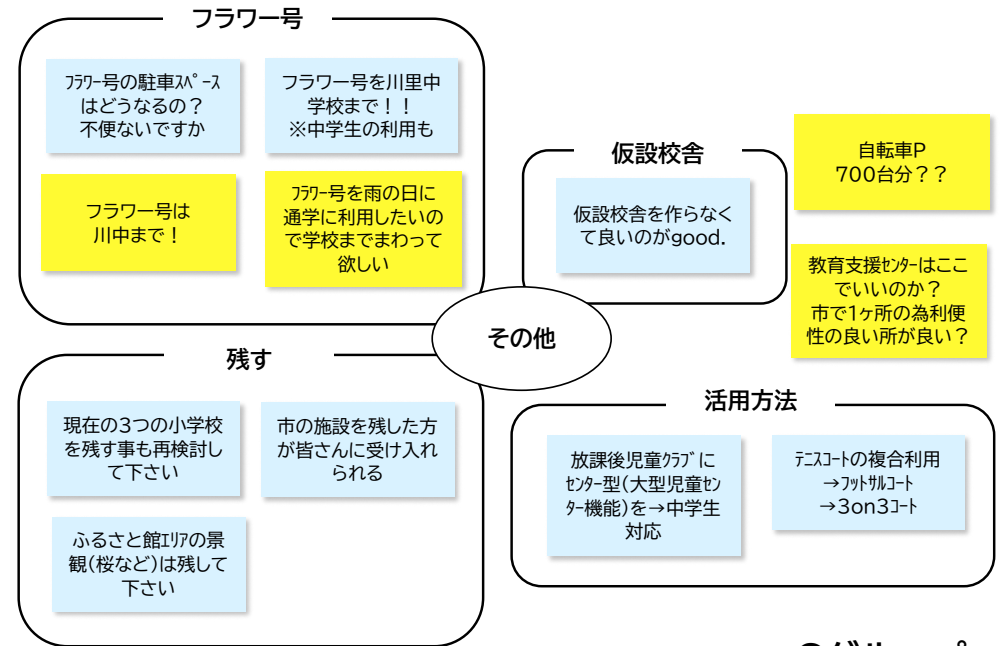 フラワー号
ﾌﾗﾜｰ号の駐車ｽﾍﾟｰｽ
はどうなるの？
不便ないですか
フラワー号を川里中
学校まで！！
※中学生の利用も
フラワー号は
川中まで！
ﾌﾗﾜｰ号を雨の日に
通学に利用したいの
で学校までまわって
欲しい
仮設校舎
仮設校舎を作らなく
て良いのがgood.
自転車P
700台分？？
教育支援ｾﾝﾀｰはここ
でいいのか？
市で1ヶ所の為利便
性の良い所が良い？
その他
残す
現在の3つの小学校
を残す事も再検討し
て下さい
市の施設を残した方
が皆さんに受け入れ
られる
ふるさと館ｴﾘｱの景
観(桜など)は残して
下さい
活用方法
放課後児童ｸﾗﾌﾞに
ｾﾝﾀｰ型(大型児童ｾﾝ
ﾀｰ機能)を→中学生
対応
ﾃﾆｽコートの複合利用
→ﾌｯﾄｻﾙｺｰﾄ
→3on3ｺｰﾄ